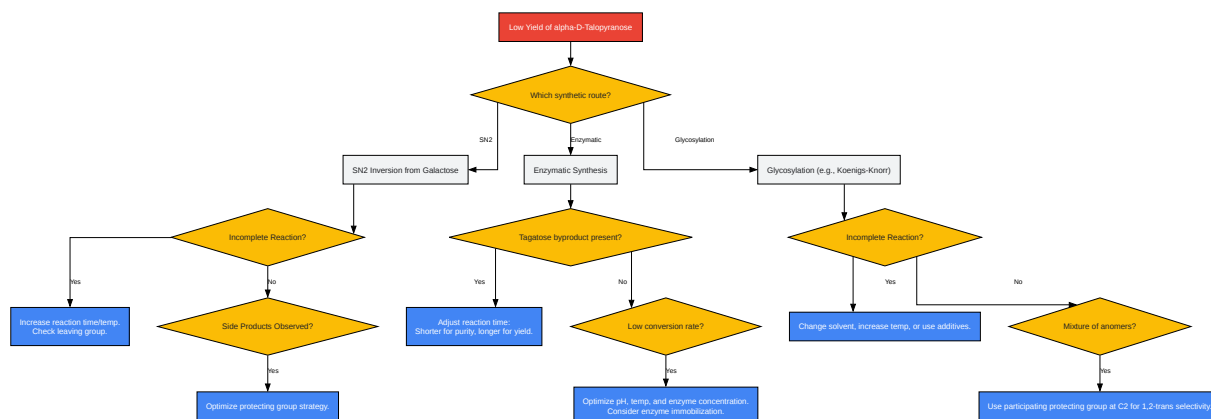 Low Yield of alpha-D-Talopyranose
Which synthetic route?
SN2
Enzymatic
Glycosylation
SN2 Inversion from Galactose
Enzymatic Synthesis
Glycosylation (e.g., Koenigs-Knorr)
Incomplete Reaction?
Tagatose byproduct present?
Incomplete Reaction?
Yes
No
Yes
No
Yes
No
Increase reaction time/temp.
Check leaving group.
Side Products Observed?
Adjust reaction time:
Shorter for purity, longer for yield.
Low conversion rate?
Change solvent, increase temp, or use additives.
Mixture of anomers?
Yes
Yes
Yes
Optimize protecting group strategy.
Optimize pH, temp, and enzyme concentration.
Consider enzyme immobilization.
Use participating protecting group at C2 for 1,2-trans selectivity.